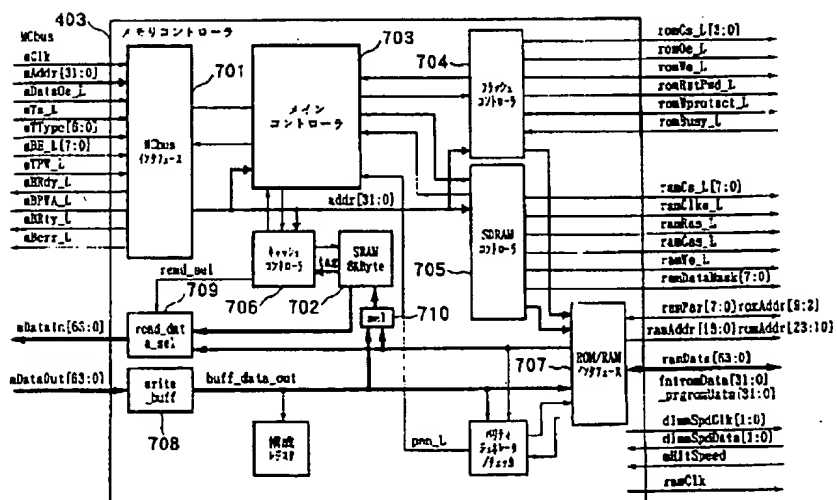 403
メモリコントローラ
MCbus
mClk
mAddr[31:0]
mDataOe_L
mTs_L
mTType[6:0]
mBE_L[7:0]
mTPW_L
mBRdy_L
mBPWA_L
mBRty_L
mBerr_L
701
MCbus
インタフェース
703
メイン
コントローラ
704
フラッシュ
コントローラ
romCs_L[3:0]
romOe_L
romWe_L
romRstPwd_L
romWprotect_L
romBusy_L
addr[31:0]
705
SDRAM
コントローラ
ramCs_L[7:0]
ramClke_L
ramRas_L
ramCas_L
ramWe_L
ramDataMask[7:0]
706
キャッシュ
コントローラ
tag
702
SRAM
8KByte
710
sel
read_sel
709
read_dat
a_sel
mDataIn[63:0]
mDataOut[63:0]
write
_buff
708
buff_data_out
構成
レジスタ
pnn_L
パリティ
ジェネレータ
/チェッカ
707
ROM/RAM
インタフェース
ramPar[7:0]romAddr[9:2]
ramAddr[13:0]romAddr[23:10]
ramData[63:0]
fntromData[31:0]
_prgromData[31:0]
dimmSpdClk[1:0]
dimmSpdData[1:0]
mHltSpeed
ramClk